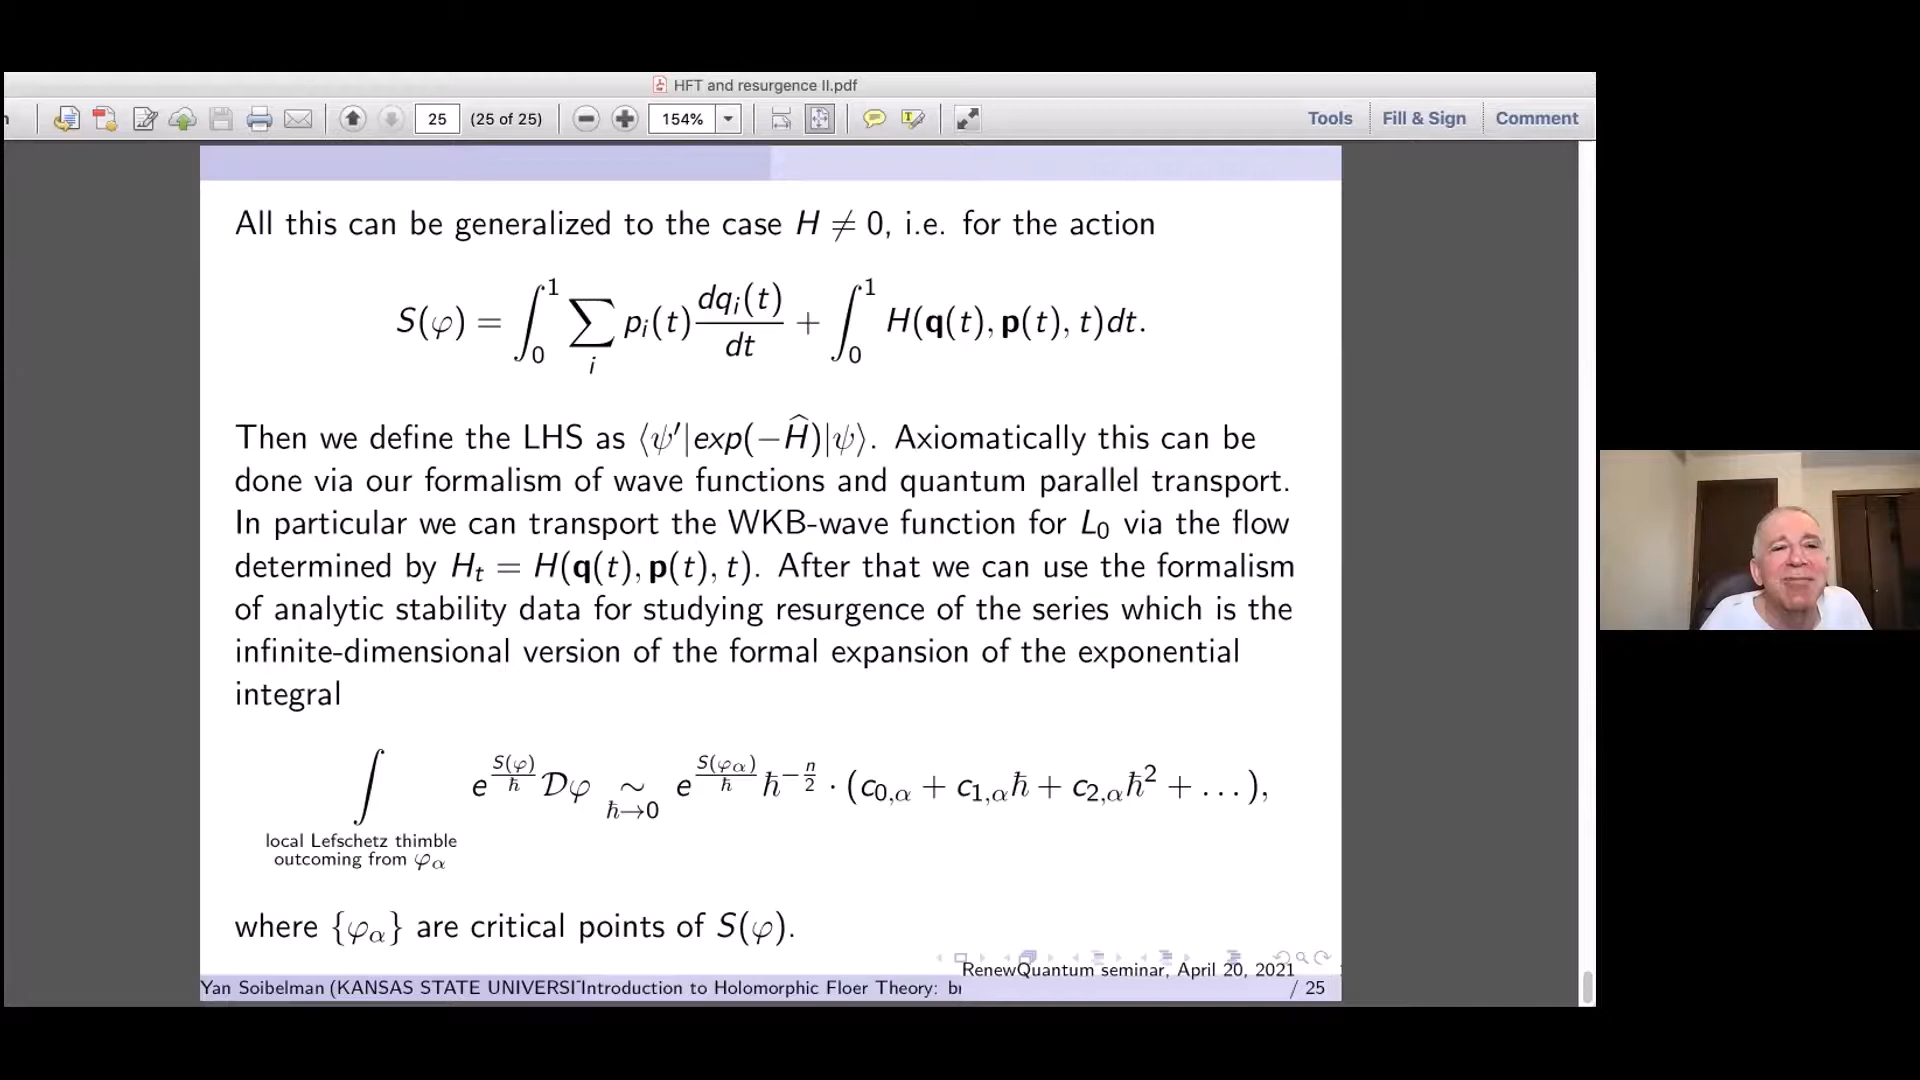 HFT and resurgence II.pdf
25 (25 of 25) 154% Tools Fill & Sign Comment
All this can be generalized to the case H ≠ 0, i.e. for the action
S(φ) = ∫₀¹ ∑ᵢ pᵢ(t) dqᵢ(t)/dt + ∫₀¹ H(q(t), p(t), t)dt.
Then we define the LHS as ⟨ψ′|exp(−Ĥ)|ψ⟩. Axiomatically this can be
done via our formalism of wave functions and quantum parallel transport.
In particular we can transport the WKB-wave function for L₀ via the flow
determined by Hₜ = H(q(t), p(t), t). After that we can use the formalism
of analytic stability data for studying resurgence of the series which is the
infinite-dimensional version of the formal expansion of the exponential
integral
∫ e^{S(φ)/ħ} 𝒟φ ∼_{ħ→0} e^{S(φ_α)/ħ} ħ^{−n/2} · (c_{0,α} + c_{1,α}ħ + c_{2,α}ħ² + …),
local Lefschetz thimble
outcoming from φ_α
where {φ_α} are critical points of S(φ).
RenewQuantum seminar, April 20, 2021
Yan Soibelman (KANSAS STATE UNIVERSI Introduction to Holomorphic Floer Theory: / 25